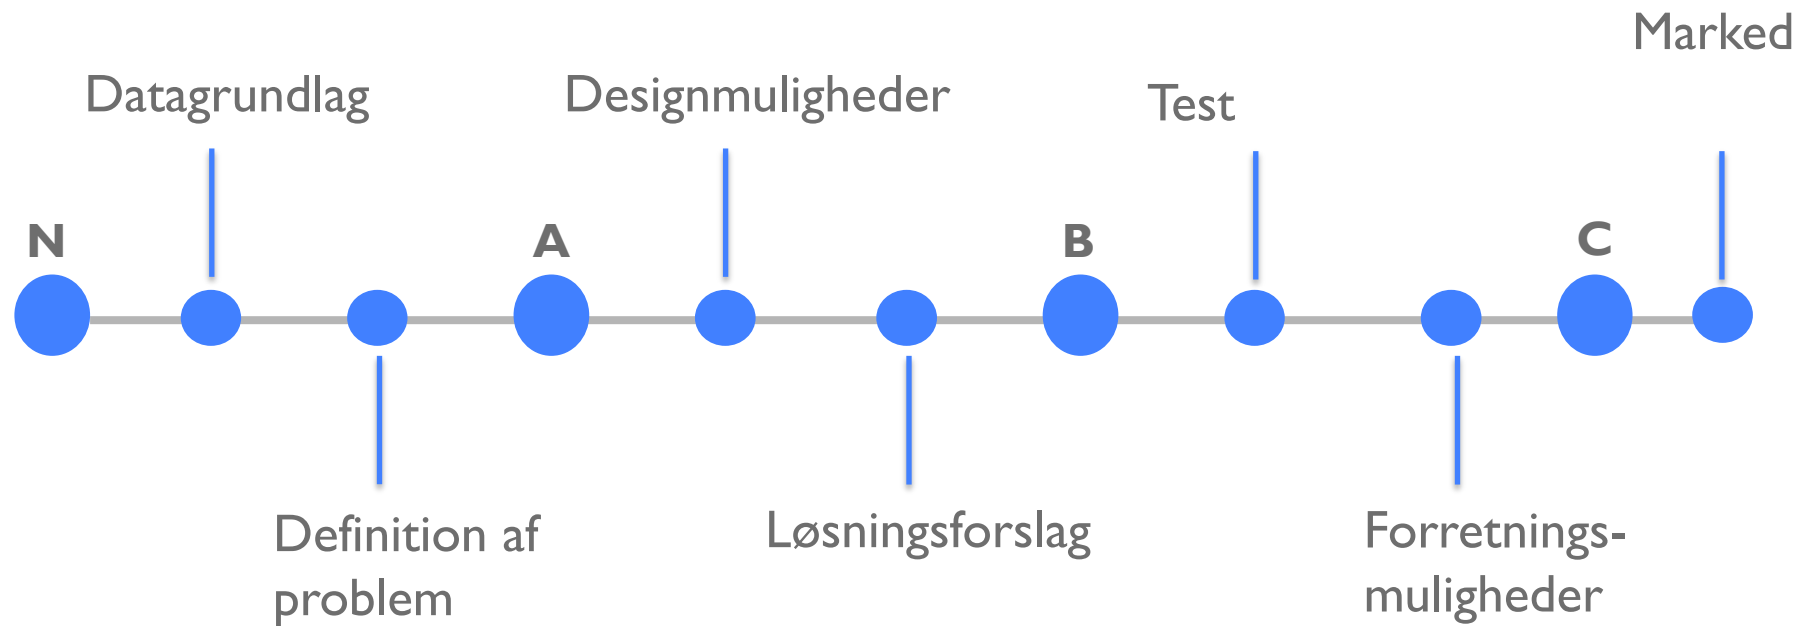 Marked
Datagrundlag
Designmuligheder
Test
N
A
B
C
Definition af
problem
Løsningsforslag
Forretnings-
muligheder